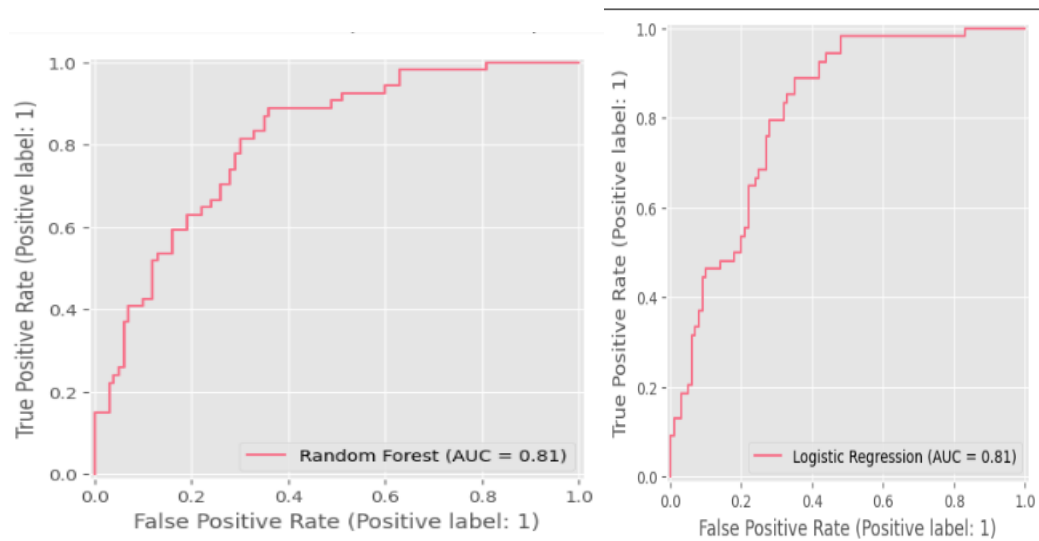 True Positive Rate (Positive label: 1)
1.0
0.8
0.6
0.4
0.2
0.0
Random Forest (AUC = 0.81)
0.0 0.2 0.4 0.6 0.8 1.0
False Positive Rate (Positive label: 1)
True Positive Rate (Positive label: 1)
1.0
0.8
0.6
0.4
0.2
0.0
Logistic Regression (AUC = 0.81)
0.0 0.2 0.4 0.6 0.8 1.0
False Positive Rate (Positive label: 1)